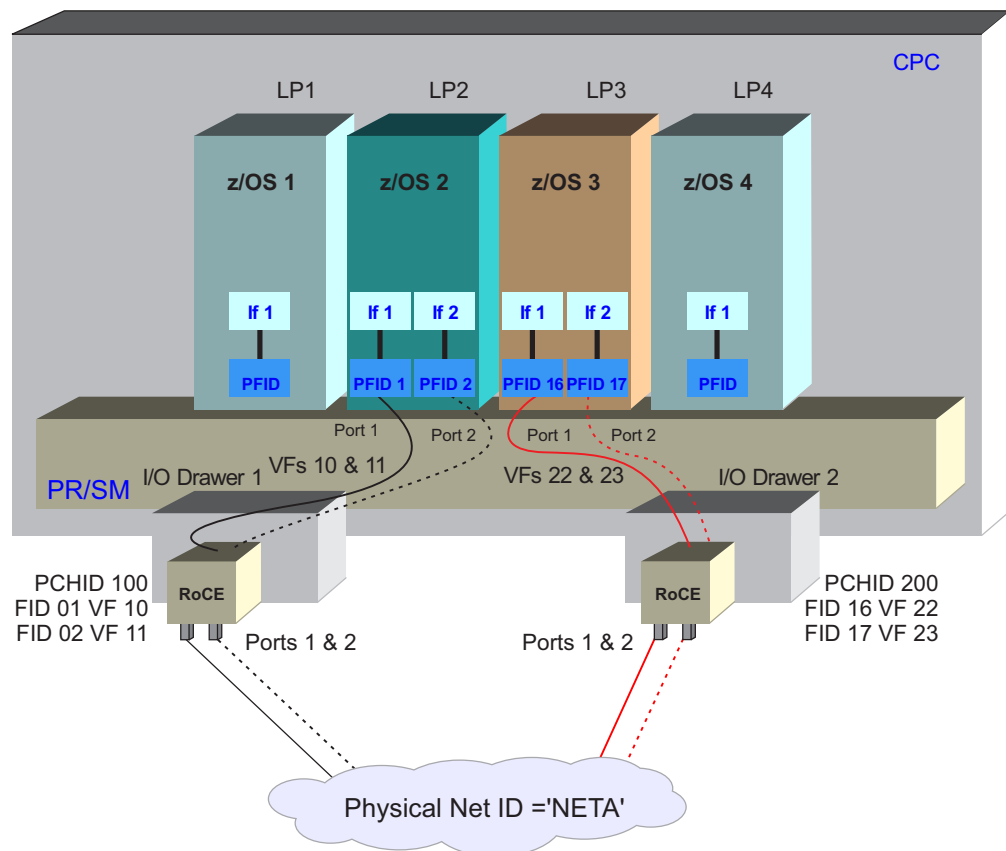 CPC
LP1 LP2 LP3 LP4
z/OS 1 z/OS 2 z/OS 3 z/OS 4
If 1 If 1 If 2 If 1 If 2 If 1
PFID PFID 1 PFID 2 PFID 16 PFID 17 PFID
Port 1 Port 2 Port 1 Port 2
VFs 10 & 11 VFs 22 & 23
PR/SM I/O Drawer 1 I/O Drawer 2
PCHID 100
FID 01 VF 10
FID 02 VF 11
RoCE
Ports 1 & 2
RoCE
Ports 1 & 2
PCHID 200
FID 16 VF 22
FID 17 VF 23
Physical Net ID ='NETA'